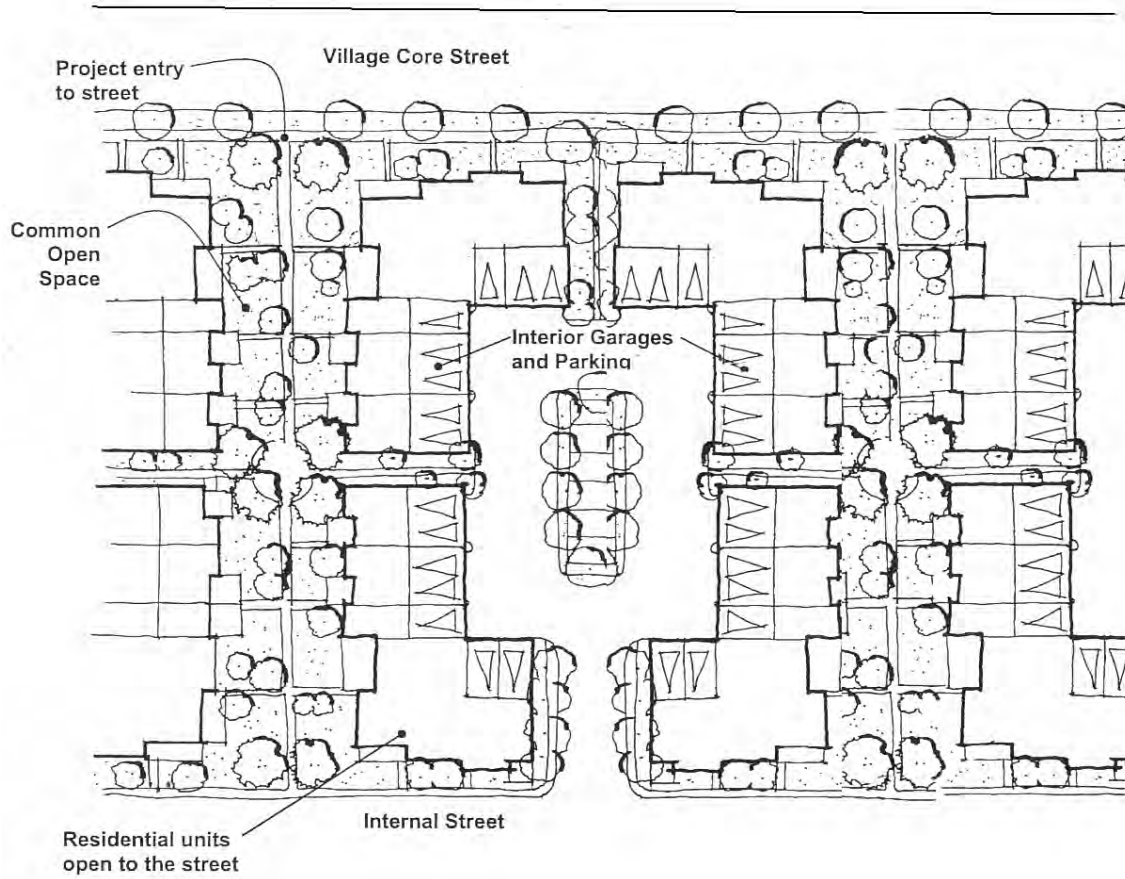 Village Core Street
Project entry
to street
Common
Open
Space
Interior Garages
and Parking
Internal Street
Residential units
open to the street